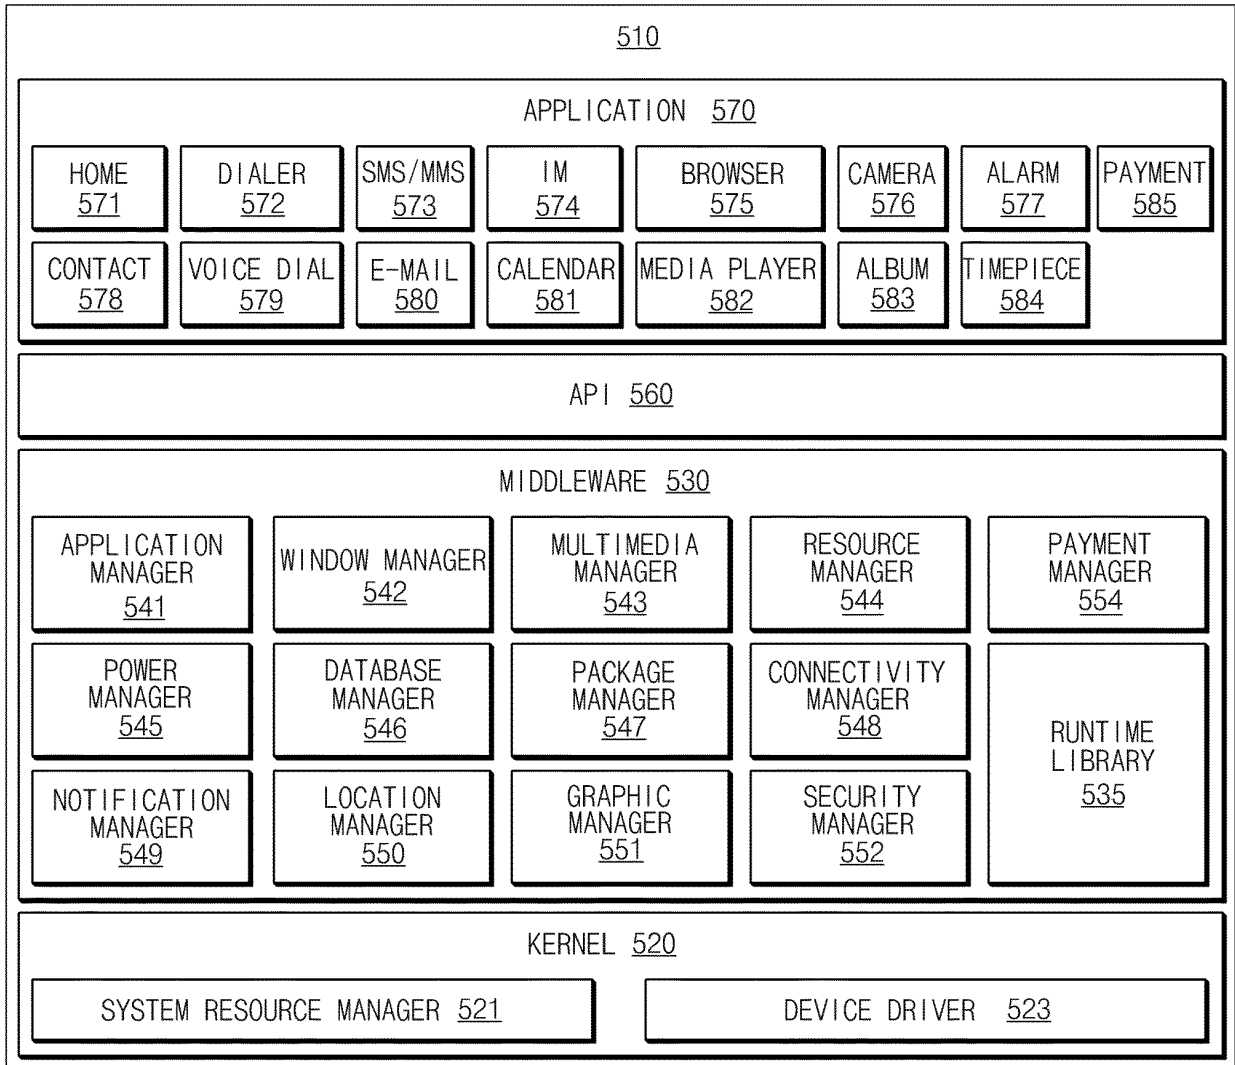 510
APPLICATION 570
HOME
571
DIALER
572
SMS/MMS
573
IM
574
BROWSER
575
CAMERA
576
ALARM
577
PAYMENT
585
CONTACT
578
VOICE DIAL
579
E-MAIL
580
CALENDAR
581
MEDIA PLAYER
582
ALBUM
583
TIMEPIECE
584
API 560
MIDDLEWARE 530
APPLICATION
MANAGER
541
WINDOW MANAGER
542
MULTIMEDIA
MANAGER
543
RESOURCE
MANAGER
544
PAYMENT
MANAGER
554
POWER
MANAGER
545
DATABASE
MANAGER
546
PACKAGE
MANAGER
547
CONNECTIVITY
MANAGER
548
RUNTIME
LIBRARY
535
NOTIFICATION
MANAGER
549
LOCATION
MANAGER
550
GRAPHIC
MANAGER
551
SECURITY
MANAGER
552
KERNEL 520
SYSTEM RESOURCE MANAGER 521
DEVICE DRIVER 523